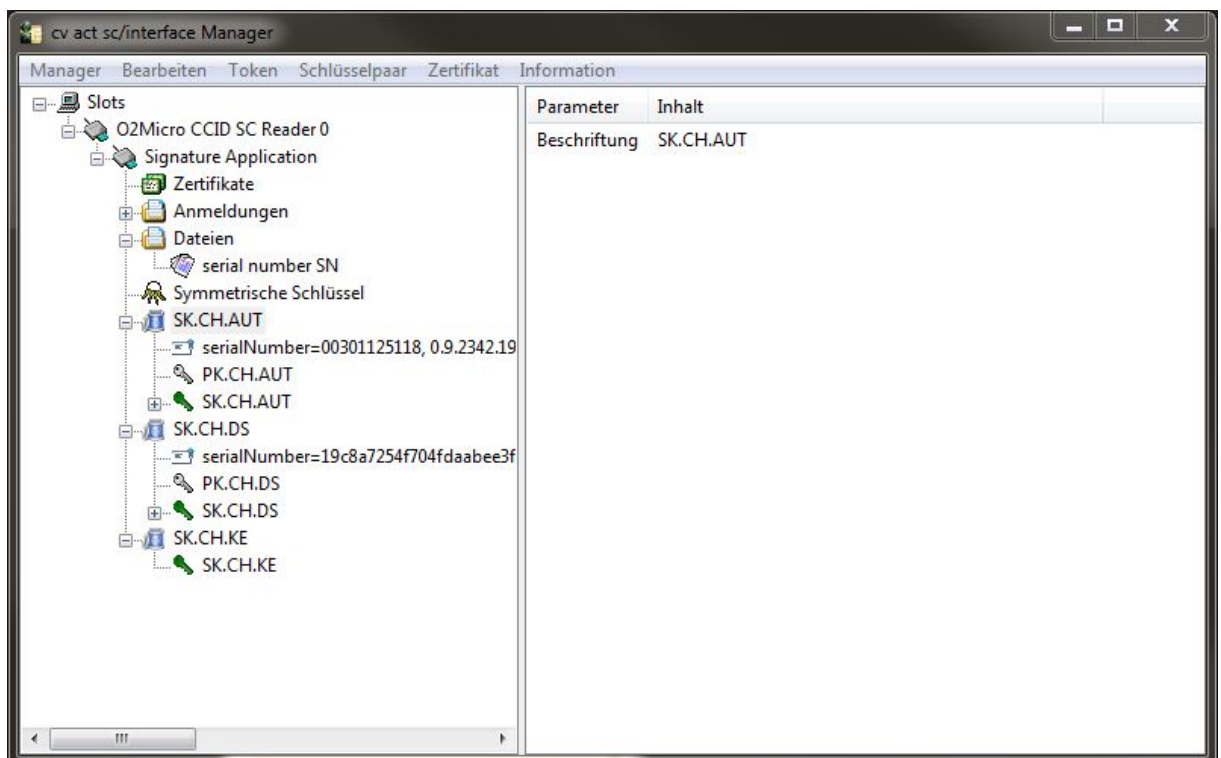 cv act sc/interface Manager
Manager Bearbeiten Token Schlüsselpaar Zertifikat Information
Slots
O2Micro CCID SC Reader 0
Signature Application
Zertifikate
Anmeldungen
Dateien
serial number SN
Symmetrische Schlüssel
SK.CH.AUT
serialNumber=00301125118, 0.9.2342.19
PK.CH.AUT
SK.CH.AUT
SK.CH.DS
serialNumber=19c8a7254f704fdaabee3f
PK.CH.DS
SK.CH.DS
SK.CH.KE
SK.CH.KE
Parameter Inhalt
Beschriftung SK.CH.AUT